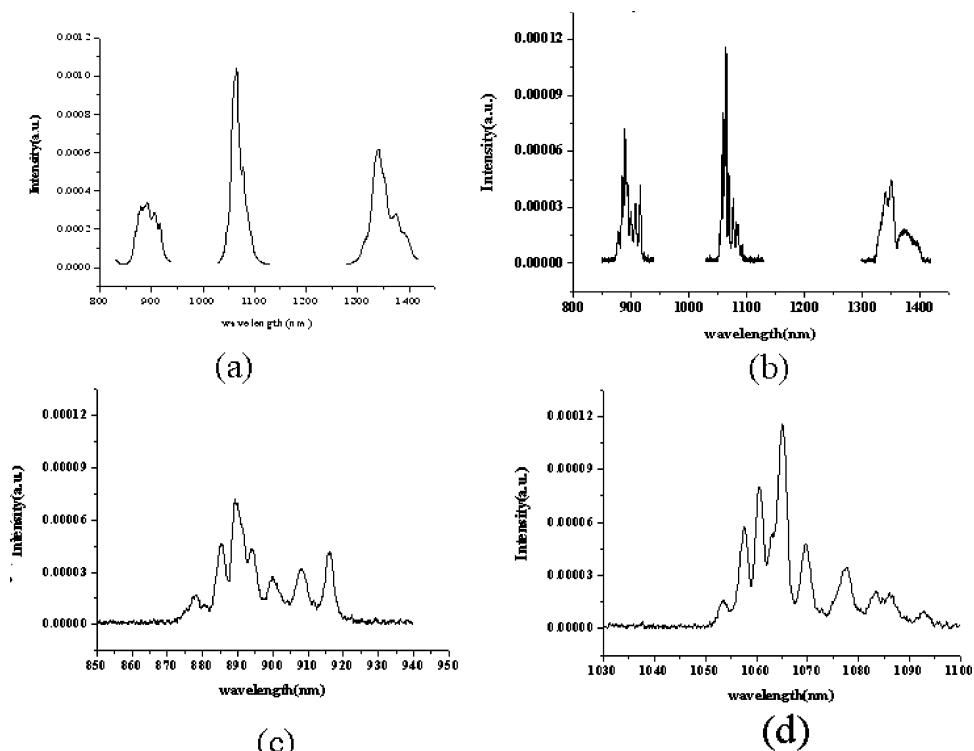 0.0012
0.0010
0.0008
0.0006
0.0004
0.0002
0.0000
Intensity(a.u.)
800 900 1000 1100 1200 1300 1400
wavelength (nm)
(a)
0.00012
0.00009
0.00006
0.00003
0.00000
Intensity(a.u.)
800 900 1000 1100 1200 1300 1400
wavelength(nm)
(b)
0.00012
0.00009
0.00006
0.00003
0.00000
Intensity(a.u.)
850 860 870 880 890 900 910 920 930 940 950
wavelength(nm)
(c)
0.00012
0.00009
0.00006
0.00003
0.00000
Intensity(a.u.)
1030 1040 1050 1060 1070 1080 1090 1100
wavelength(nm)
(d)